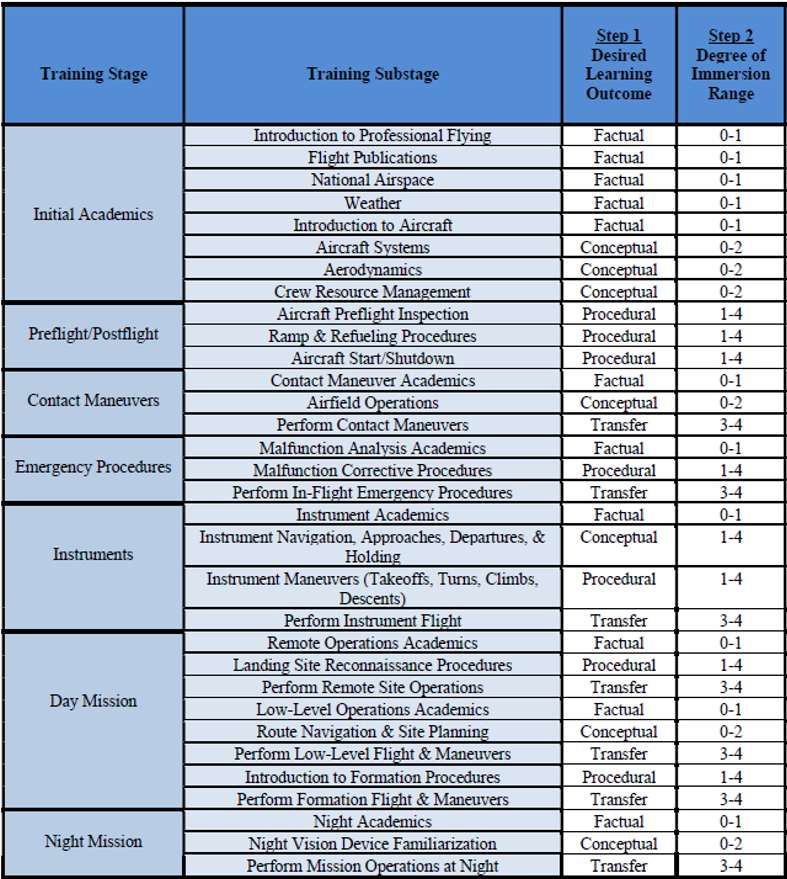 Training Stage
Training Substage
Step 1
Desired
Learning
Outcome
Step 2
Degree of
Immersion
Range
Initial Academics
Introduction to Professional Flying Factual 0-1
Flight Publications Factual 0-1
National Airspace Factual 0-1
Weather Factual 0-1
Introduction to Aircraft Factual 0-1
Aircraft Systems Conceptual 0-2
Aerodynamics Conceptual 0-2
Crew Resource Management Conceptual 0-2
Preflight/Postflight
Aircraft Preflight Inspection Procedural 1-4
Ramp & Refueling Procedures Procedural 1-4
Aircraft Start/Shutdown Procedural 1-4
Contact Maneuvers
Contact Maneuver Academics Factual 0-1
Airfield Operations Conceptual 0-2
Perform Contact Maneuvers Transfer 3-4
Emergency Procedures
Malfunction Analysis Academics Factual 0-1
Malfunction Corrective Procedures Procedural 1-4
Perform In-Flight Emergency Procedures Transfer 3-4
Instruments
Instrument Academics Factual 0-1
Instrument Navigation, Approaches, Departures, & Conceptual 1-4
Holding
Instrument Maneuvers (Takeoffs, Turns, Climbs, Procedural 1-4
Descents)
Perform Instrument Flight Transfer 3-4
Day Mission
Remote Operations Academics Factual 0-1
Landing Site Reconnaissance Procedures Procedural 1-4
Perform Remote Site Operations Transfer 3-4
Low-Level Operations Academics Factual 0-1
Route Navigation & Site Planning Conceptual 0-2
Perform Low-Level Flight & Maneuvers Transfer 3-4
Introduction to Formation Procedures Procedural 1-4
Perform Formation Flight & Maneuvers Transfer 3-4
Night Mission
Night Academics Factual 0-1
Night Vision Device Familiarization Conceptual 0-2
Perform Mission Operations at Night Transfer 3-4